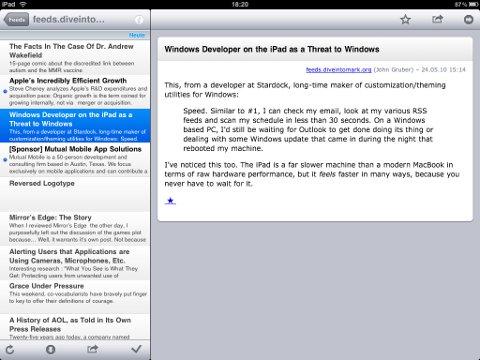 iPad
18:20
87 %
Feeds
feeds.diveinto...
Heute
The Facts In The Case Of Dr. Andrew
Wakefield
15-page comic about the discredited link between
autism and the MMR vaccine
Apple's Incredibly Efficient Growth
Steve Cheney analyzes Apple's R&D expenditures and
acquisition pace: Organic growth is the term coined for
growing internally, not via merger or acquisition.
Windows Developer on the iPad as a
Threat to Windows
This, from a developer at Stardock, long-time maker of
customization/theming utilities for Windows: Speed.
[Sponsor] Mutual Mobile App Solutions
Mutual Mobile is a 50-person development and
consulting firm based in Austin, Texas. We focus
exclusively on mobile applications and can contribute a
Reversed Logotype
Mirror's Edge: The Story
When I reviewed Mirror's Edge the other day, I
purposefully left out the discussion of the games plot
because... Well, it warrants it's own post. Not because
Alerting Users that Applications are
Using Cameras, Microphones, Etc.
Interesting research : "What You See is What They
Get: Protecting users from unwanted use of
Grace Under Pressure
This weekend, co-vocabularists have bravely put finger
to key to offer their definitions of courage.
A History of AOL, as Told in Its Own
Press Releases
Twenty-five years ago today, a company named
Windows Developer on the iPad as a Threat to Windows
feeds.diveintomark.org (John Gruber) – 24.05.10 15:14
This, from a developer at Stardock, long-time maker of customization/theming
utilities for Windows:
Speed. Similar to #1, I can check my email, look at my various RSS
feeds and scan my schedule in less than 30 seconds. On a Windows
based PC, I'd still be waiting for Outlook to get done doing its thing or
dealing with some Windows update that came in during the night that
rebooted my machine.
I've noticed this too. The iPad is a far slower machine than a modern MacBook in
terms of raw hardware performance, but it feels faster in many ways, because you
never have to wait for it.
★